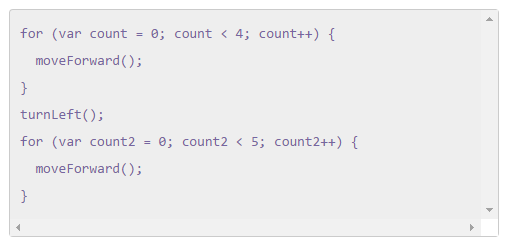 for (var count = 0; count < 4; count++) {
  moveForward();
}
turnLeft();
for (var count2 = 0; count2 < 5; count2++) {
  moveForward();
}